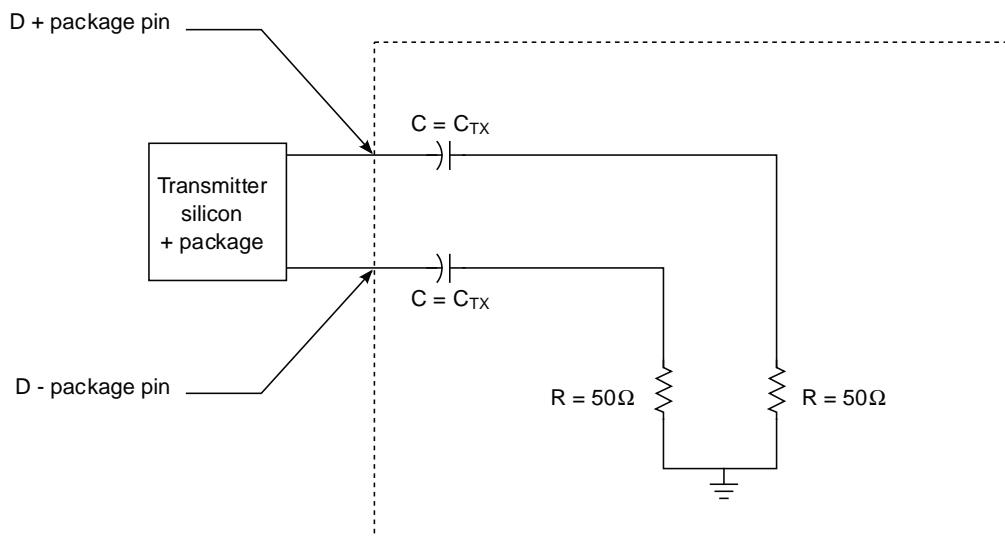 D + package pin
C = CTX
Transmitter
silicon
+ package
C = CTX
D - package pin
R = 50Ω
R = 50Ω